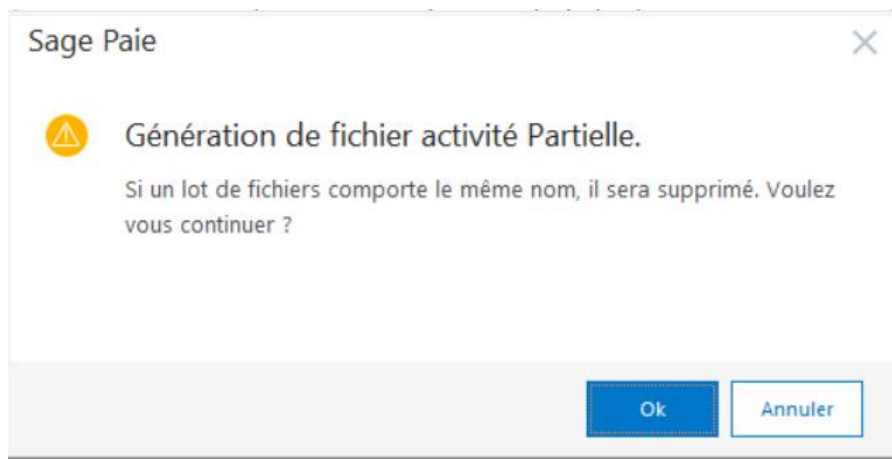 Sage Paie
Génération de fichier activité Partielle.
Si un lot de fichiers comporte le même nom, il sera supprimé. Voulez
vous continuer ?
Ok
Annuler